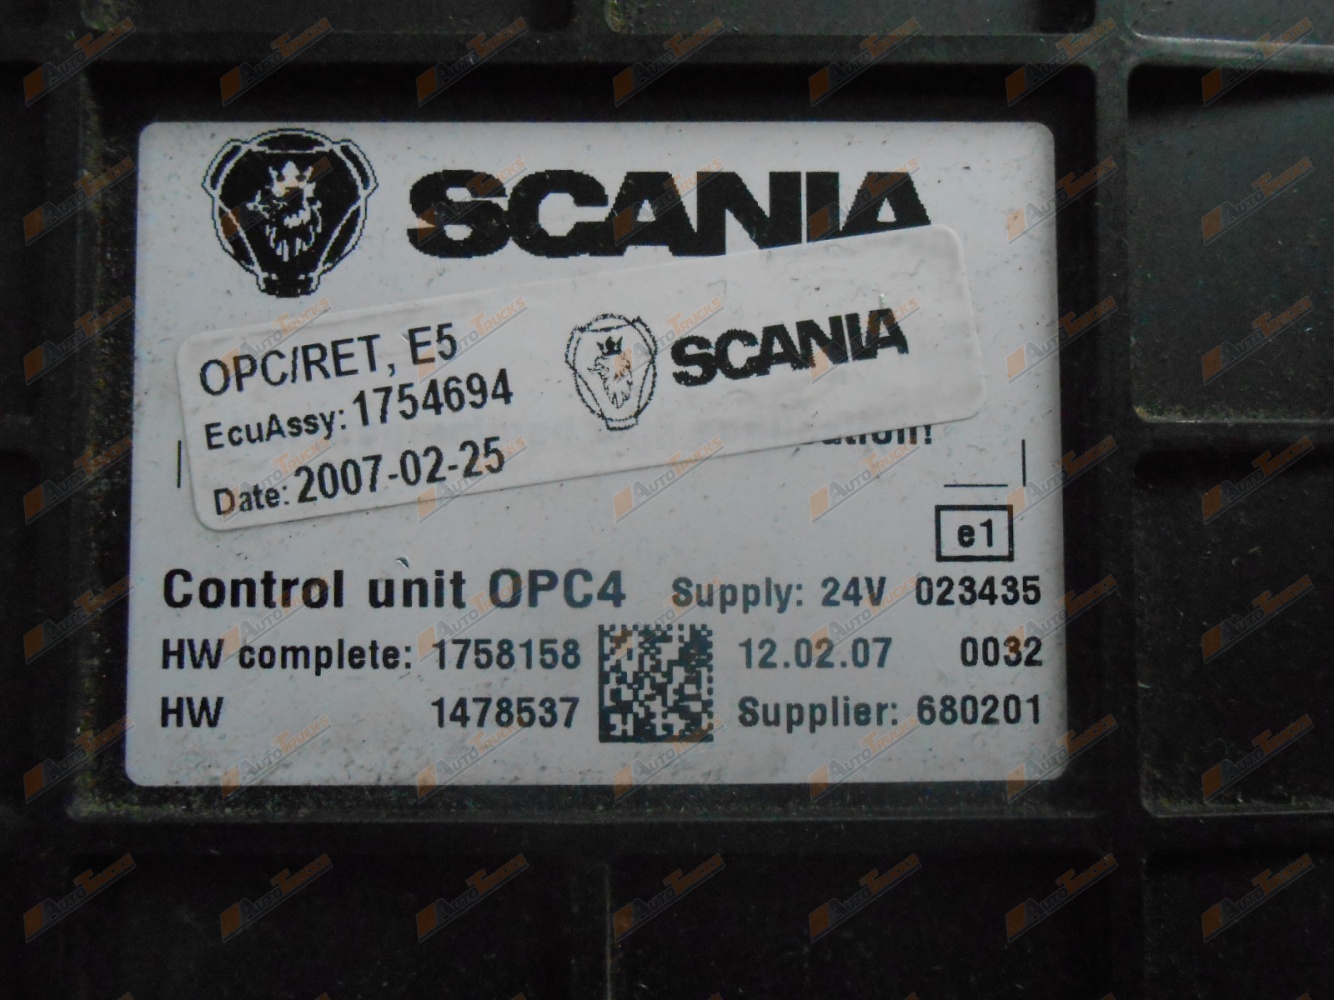 SCANIA
OPC/RET, E5
SCANIA
EcuAssy: 1754694
Date: 2007-02-25
e1
Control unit OPC4 Supply: 24V 023435
HW complete: 1758158 12.02.07 0032
HW 1478537 Supplier: 680201
AUTOTRUCKS